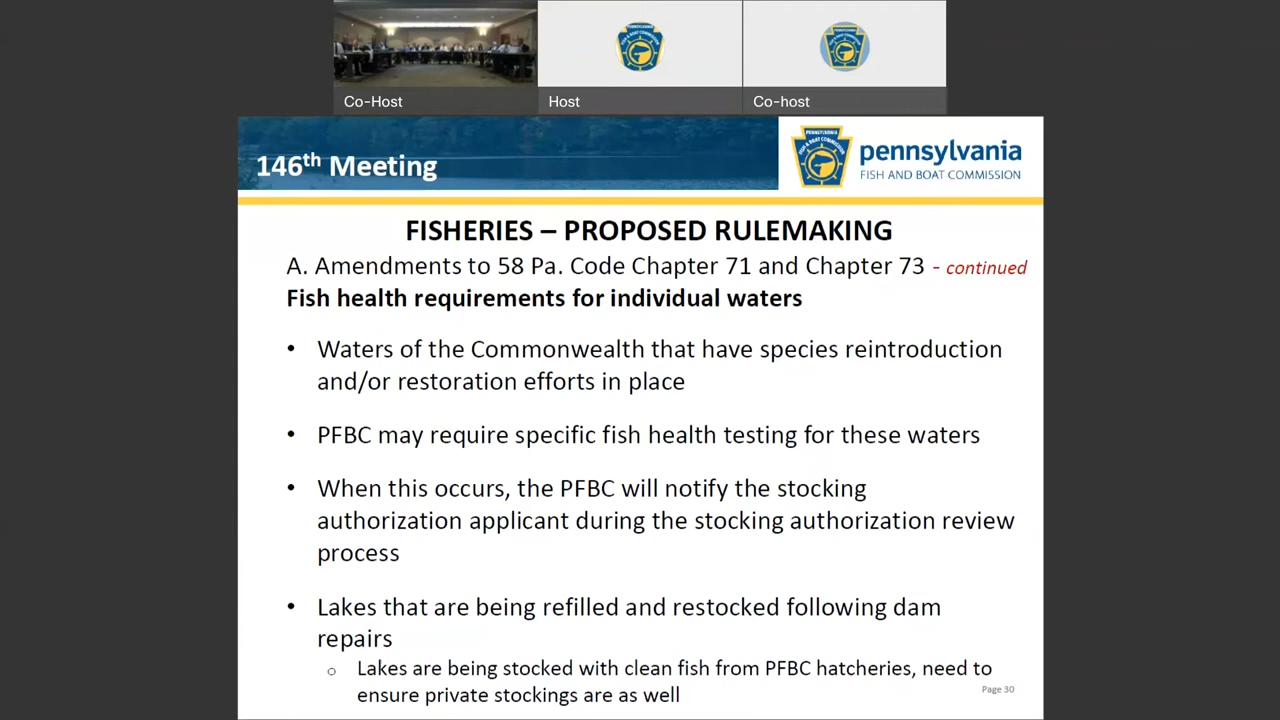 Co-Host
Host
Co-host
146th Meeting
PENNSYLVANIA
FISH & BOAT COMMISSION
pennsylvania
FISH AND BOAT COMMISSION
FISHERIES – PROPOSED RULEMAKING
A. Amendments to 58 Pa. Code Chapter 71 and Chapter 73 - continued
Fish health requirements for individual waters
• Waters of the Commonwealth that have species reintroduction
and/or restoration efforts in place
• PFBC may require specific fish health testing for these waters
• When this occurs, the PFBC will notify the stocking
authorization applicant during the stocking authorization review
process
• Lakes that are being refilled and restocked following dam
repairs
o Lakes are being stocked with clean fish from PFBC hatcheries, need to
ensure private stockings are as well
Page 30